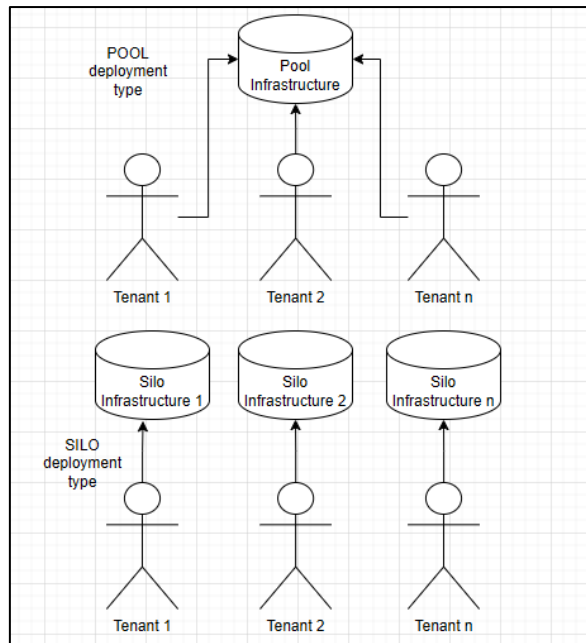 POOL
deployment
type
Pool
Infrastructure
Tenant 1
Tenant 2
Tenant n
Silo
Infrastructure 1
Silo
Infrastructure 2
Silo
Infrastructure n
SILO
deployment
type
Tenant 1
Tenant 2
Tenant n